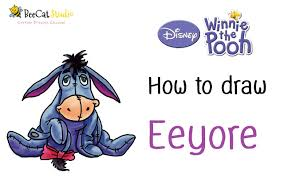 BeeCat Studio
Disney
Winnie
the
Pooh
How to draw
Eeyore